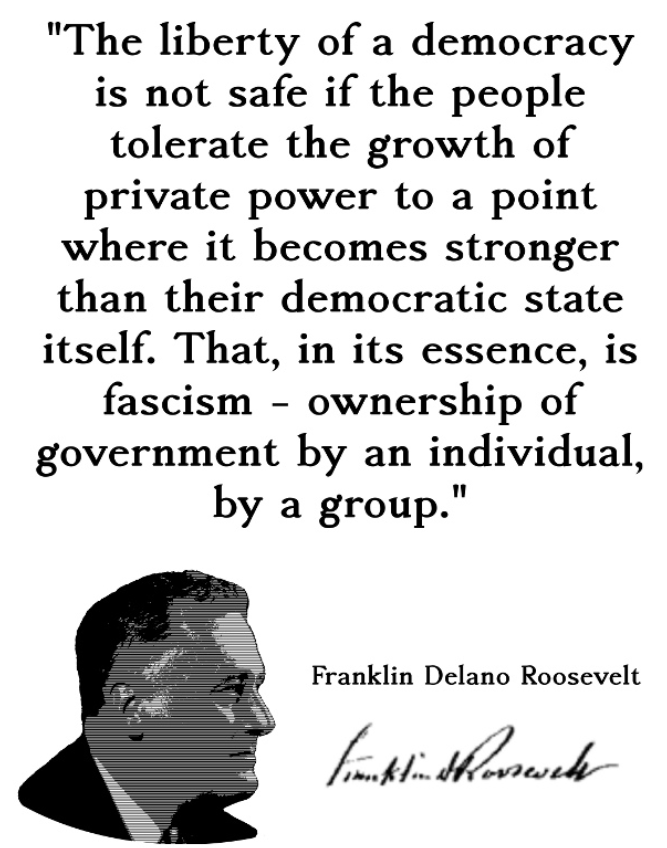 "The liberty of a democracy
is not safe if the people
tolerate the growth of
private power to a point
where it becomes stronger
than their democratic state
itself. That, in its essence, is
fascism – ownership of
government by an individual,
by a group."
Franklin Delano Roosevelt
Franklin D Roosevelt